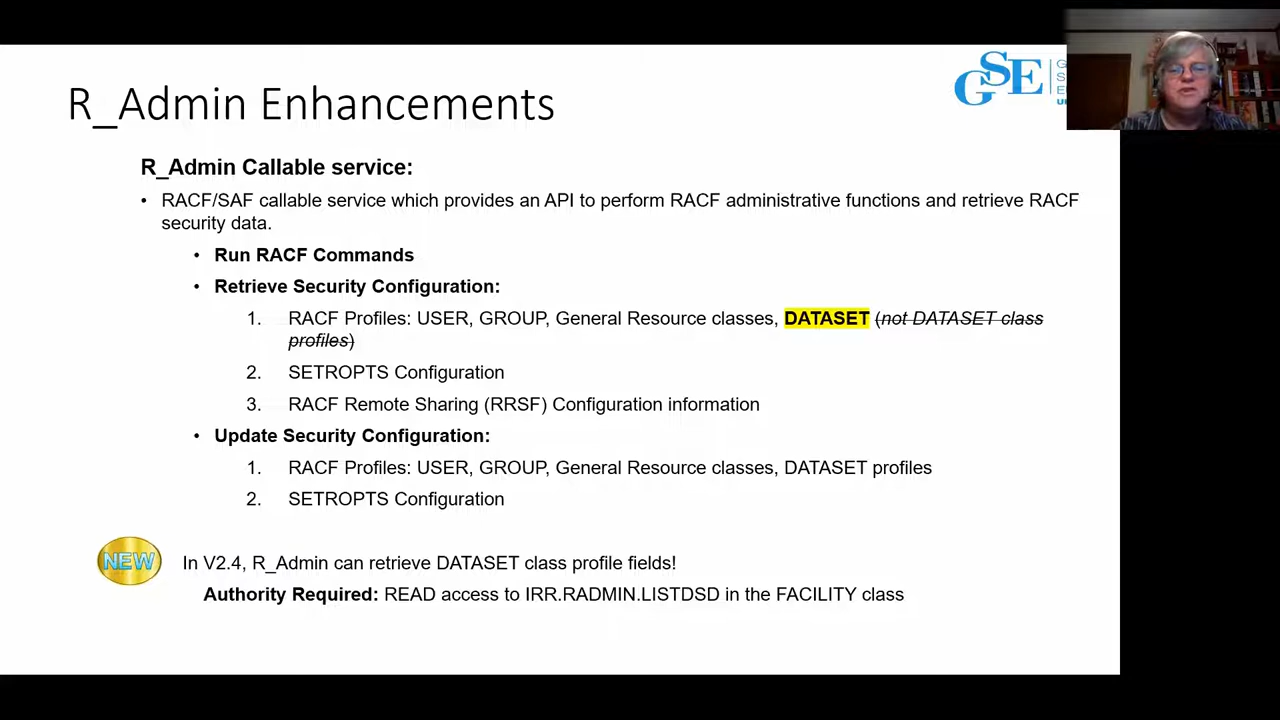 GSE
G
S
E
U
R_Admin Enhancements
R_Admin Callable service:
• RACF/SAF callable service which provides an API to perform RACF administrative functions and retrieve RACF
security data.
• Run RACF Commands
• Retrieve Security Configuration:
1. RACF Profiles: USER, GROUP, General Resource classes, DATASET (not DATASET class
profiles)
2. SETROPTS Configuration
3. RACF Remote Sharing (RRSF) Configuration information
• Update Security Configuration:
1. RACF Profiles: USER, GROUP, General Resource classes, DATASET profiles
2. SETROPTS Configuration
NEW
In V2.4, R_Admin can retrieve DATASET class profile fields!
Authority Required: READ access to IRR.RADMIN.LISTDSD in the FACILITY class